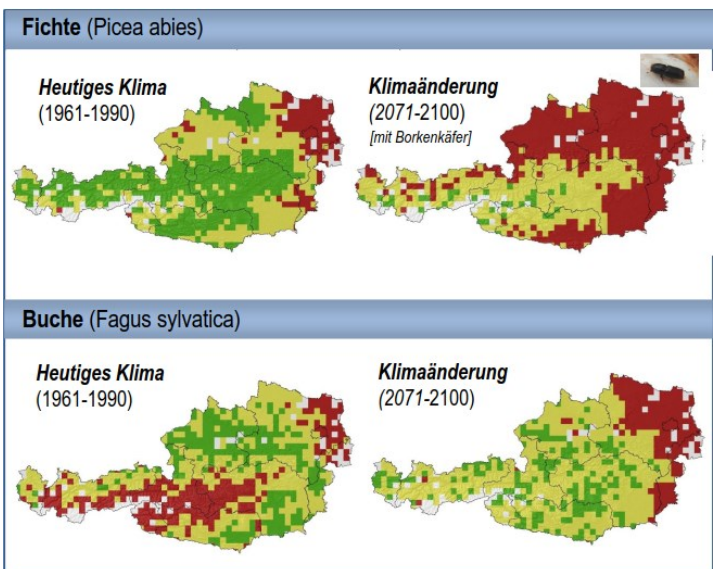 Fichte (Picea abies)
Heutiges Klima
(1961-1990)
Klimaänderung
(2071-2100)
[mit Borkenkäfer]
Buche (Fagus sylvatica)
Heutiges Klima
(1961-1990)
Klimaänderung
(2071-2100)